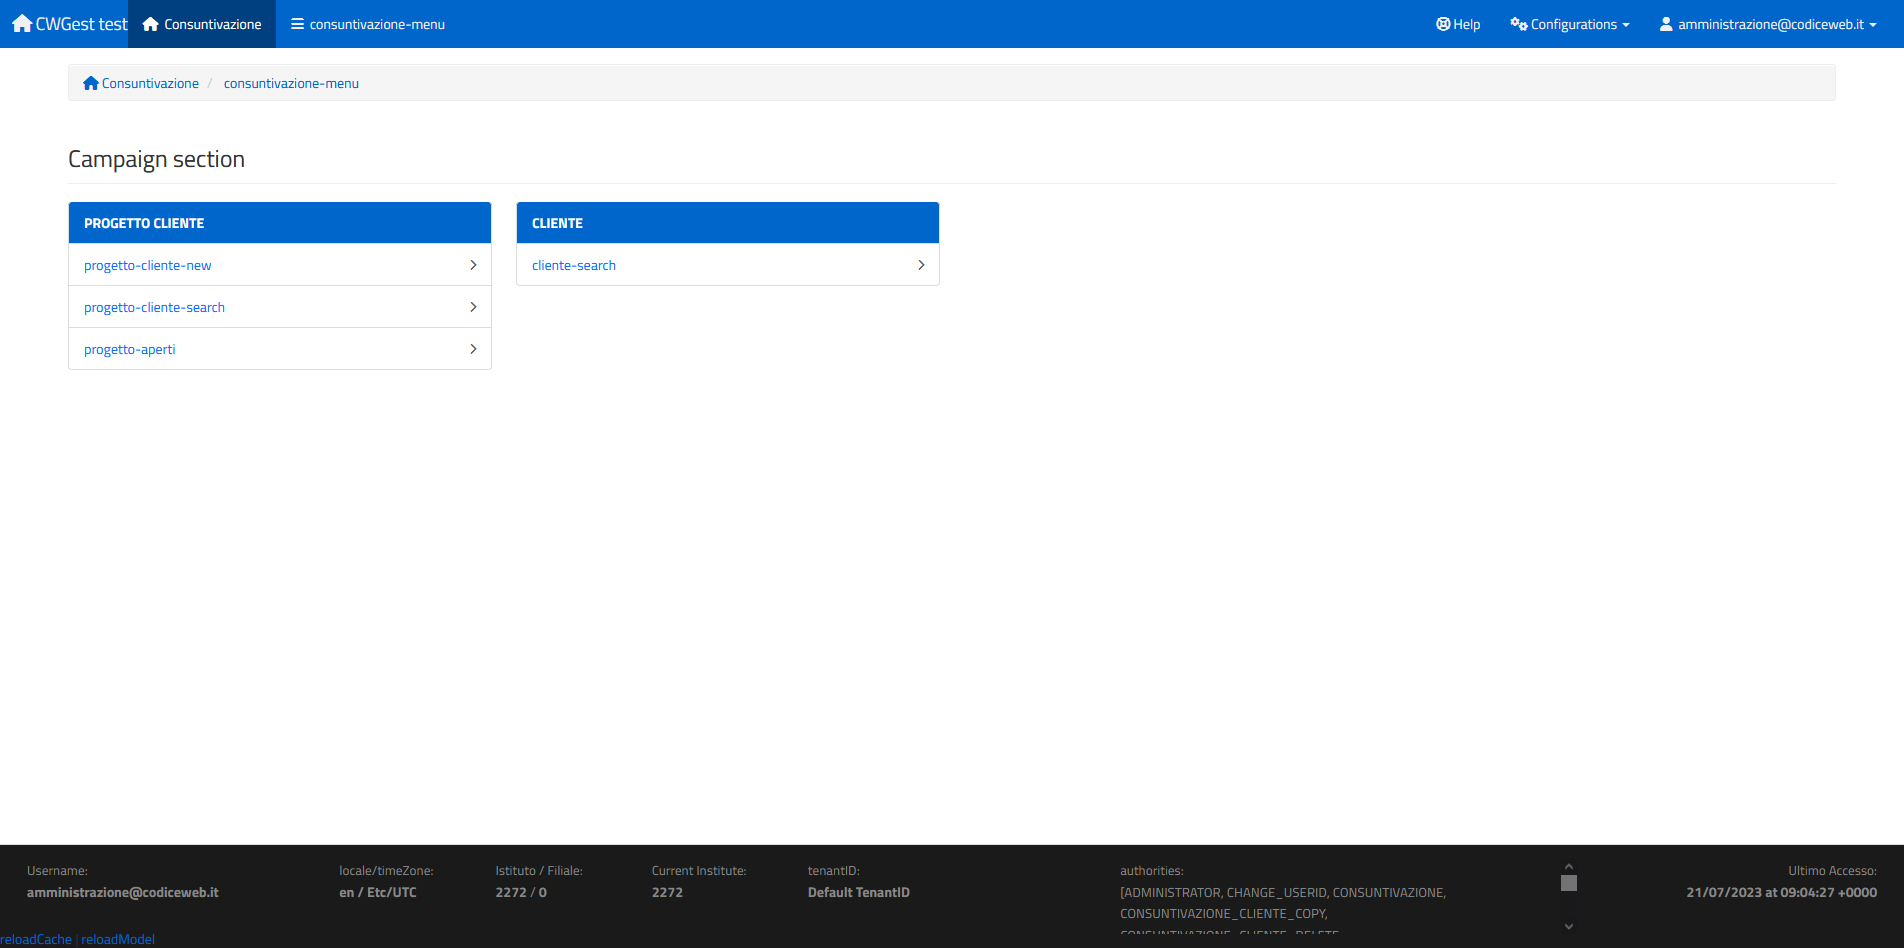 CWGest test Consuntivazione consuntivazione-menu Help Configurations amministrazione@codiceweb.it
Consuntivazione / consuntivazione-menu
Campaign section
PROGETTO CLIENTE
progetto-cliente-new
progetto-cliente-search
progetto-aperti
CLIENTE
cliente-search
Username:
amministrazione@codiceweb.it
locale/timeZone:
en / Etc/UTC
Istituto / Filiale:
2272 / 0
Current Institute:
2272
tenantID:
Default TenantID
authorities:
[ADMINISTRATOR, CHANGE_USERID, CONSUNTIVAZIONE,
CONSUNTIVAZIONE_CLIENTE_COPY,
CONSUNTIVAZIONE_CLIENTE_DELETE,
Ultimo Accesso:
21/07/2023 at 09:04:27 +0000
reloadCache | reloadModel